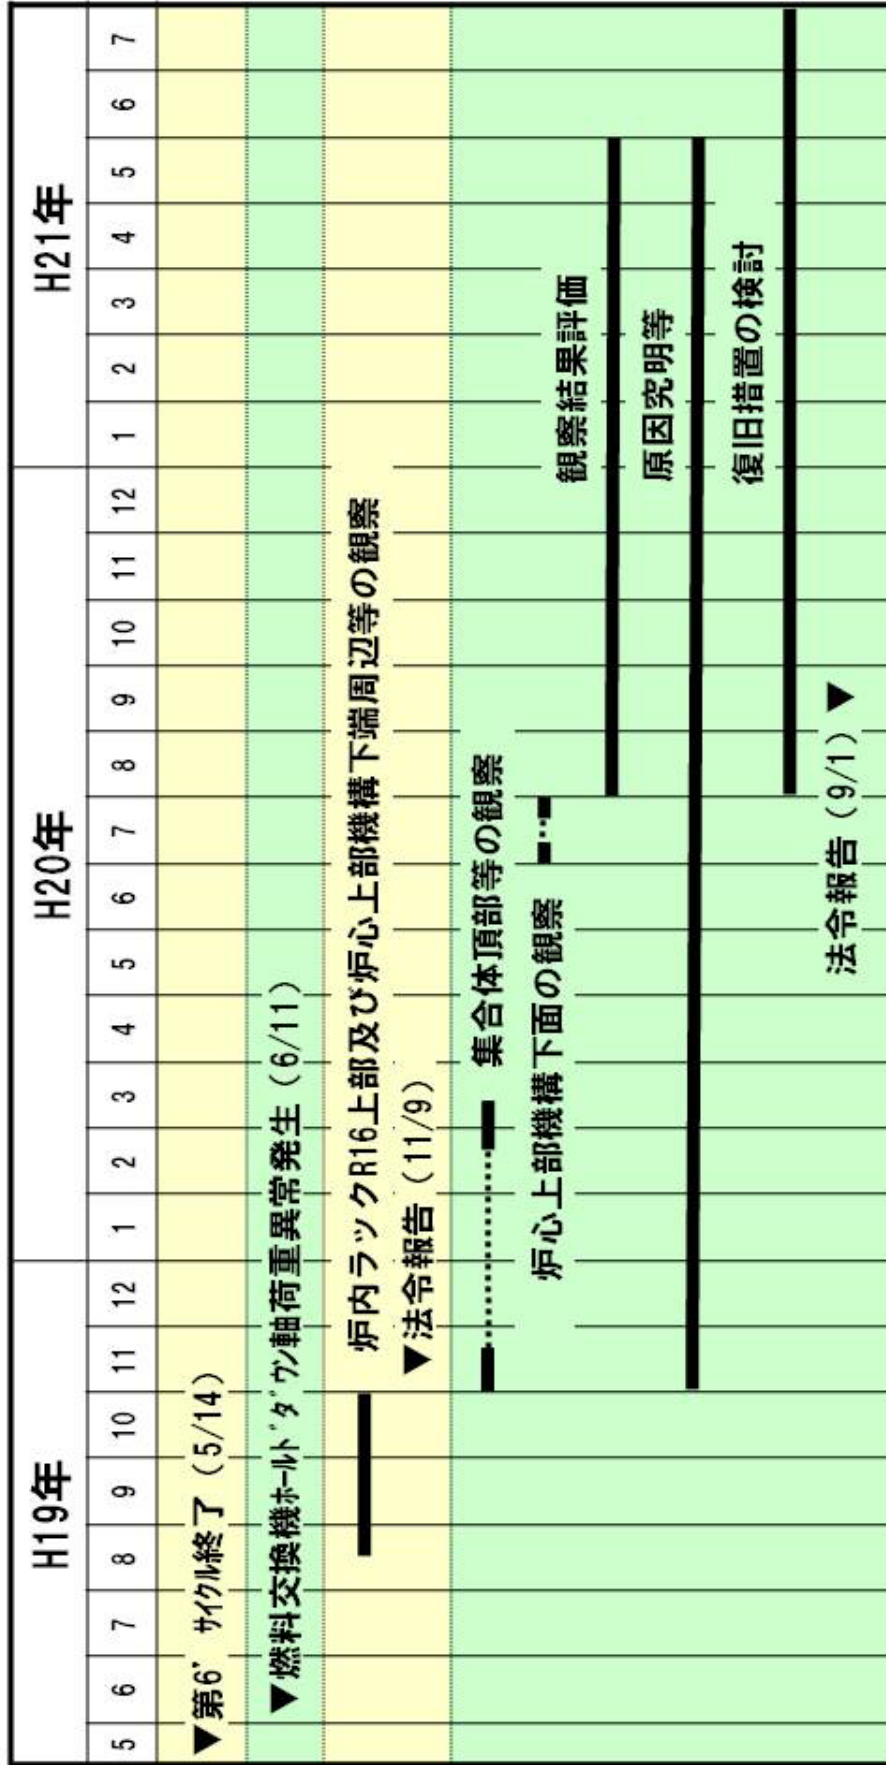 H19年 H20年 H21年
5 6 7 8 9 10 11 12 1 2 3 4 5 6 7 8 9 10 11 12 1 2 3 4 5 6 7
▼第6’サイクル終了(5/14)
▼燃料交換機ホールドダウン軸荷重異常発生(6/11)
炉内ラックR16上部及び炉心上部機構下端周辺等の観察
▼法令報告(11/9)
集合体頂部等の観察
炉心上部機構下面の観察
観察結果評価
原因究明等
復旧措置の検討
法令報告(9/1)▼